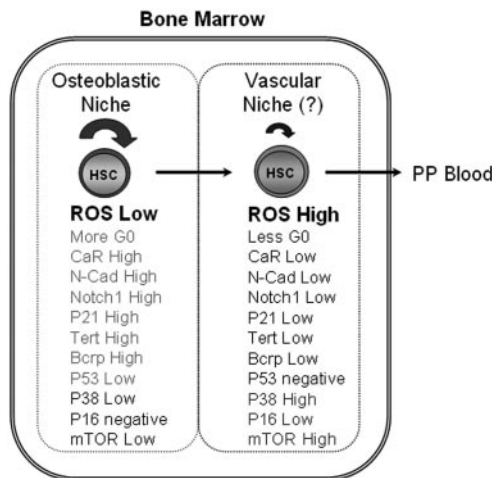 Bone Marrow
Osteoblastic
Niche
HSC
ROS Low
More G0
CaR High
N-Cad High
Notch1 High
P21 High
Tert High
Bcrp High
P53 Low
P38 Low
P16 negative
mTOR Low
Vascular
Niche (?)
HSC
ROS High
Less G0
CaR Low
N-Cad Low
Notch1 Low
P21 Low
Tert Low
Bcrp Low
P53 negative
P38 High
P16 Low
mTOR High
PP Blood